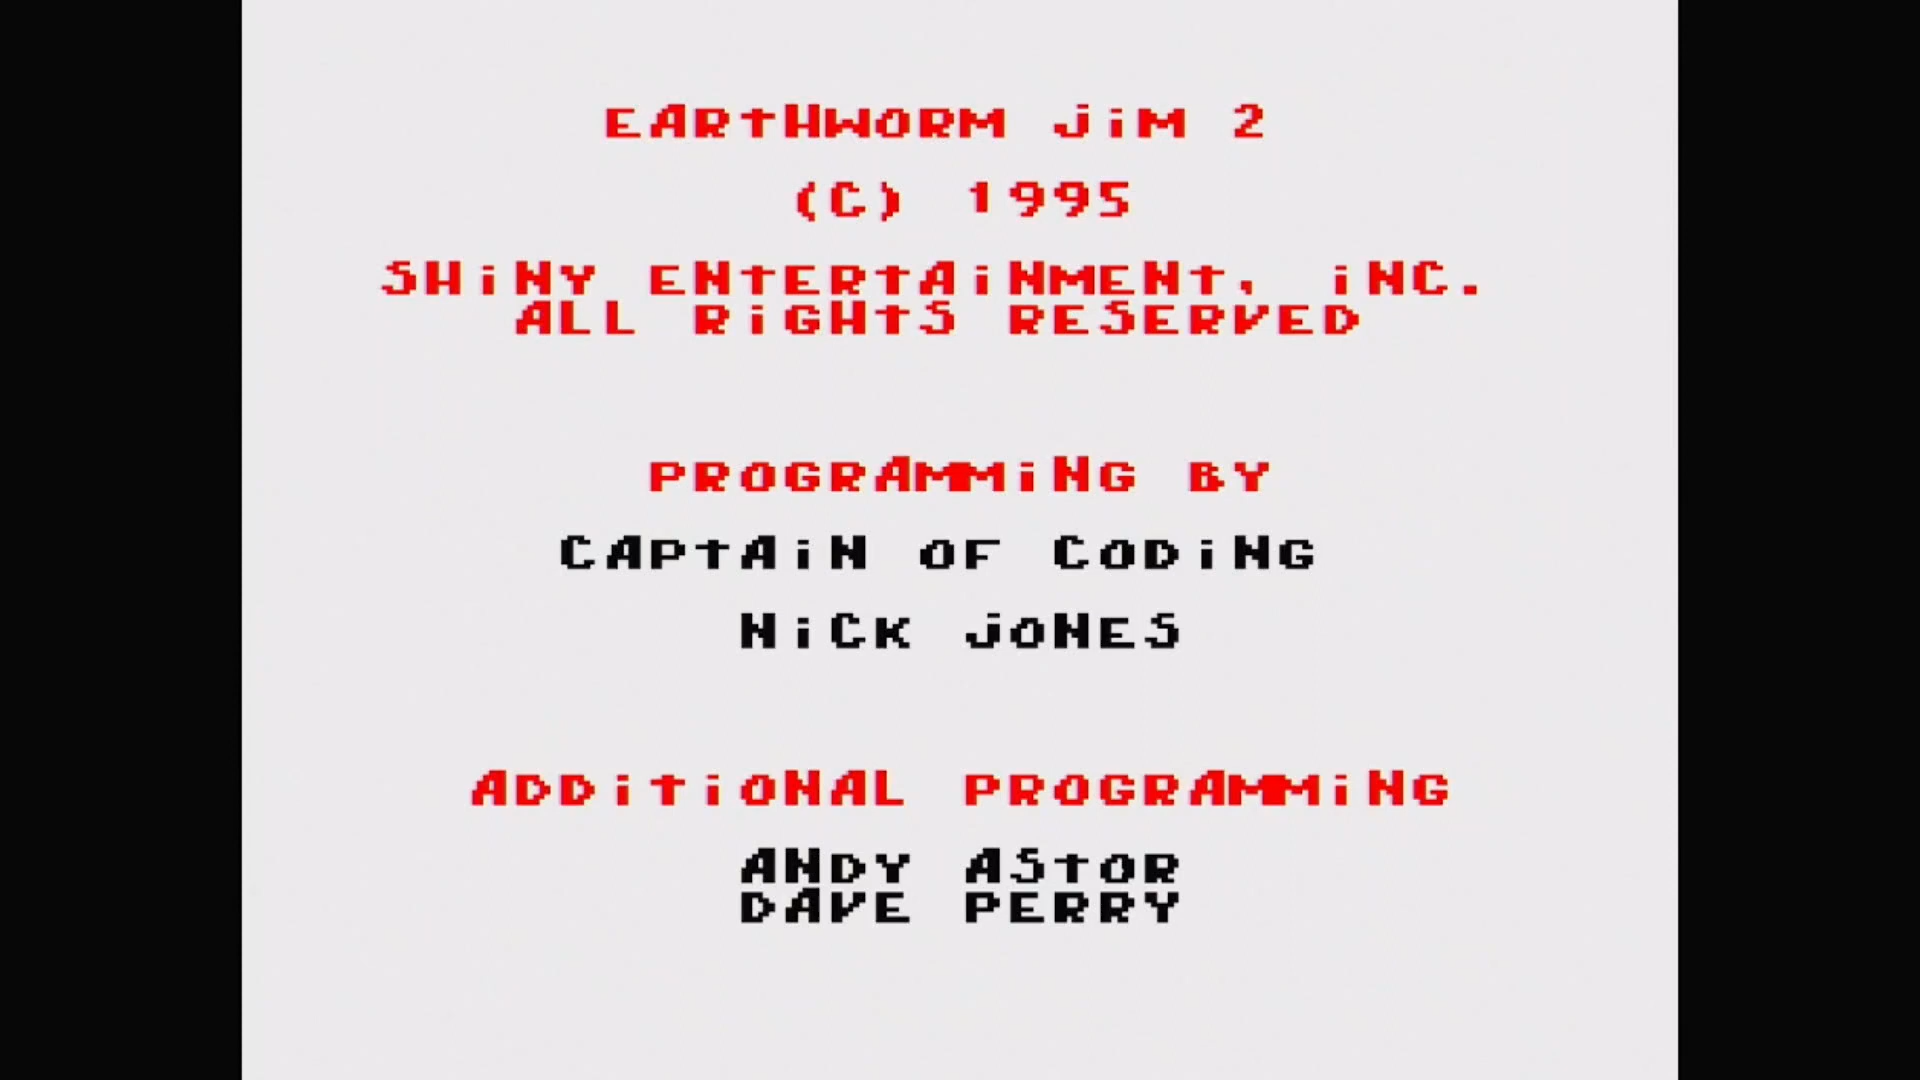 EARTHWORM JiM 2
(C) 1995
SHiNY ENTERTAiNMENT, iNC.
ALL RiGHTS RESERVED
PROGRAMMiNG BY
CAPTAiN OF CODiNG
NiCK JONES
ADDiTiONAL PROGRAMMiNG
ANDY ASTOR
DAVE PERRY